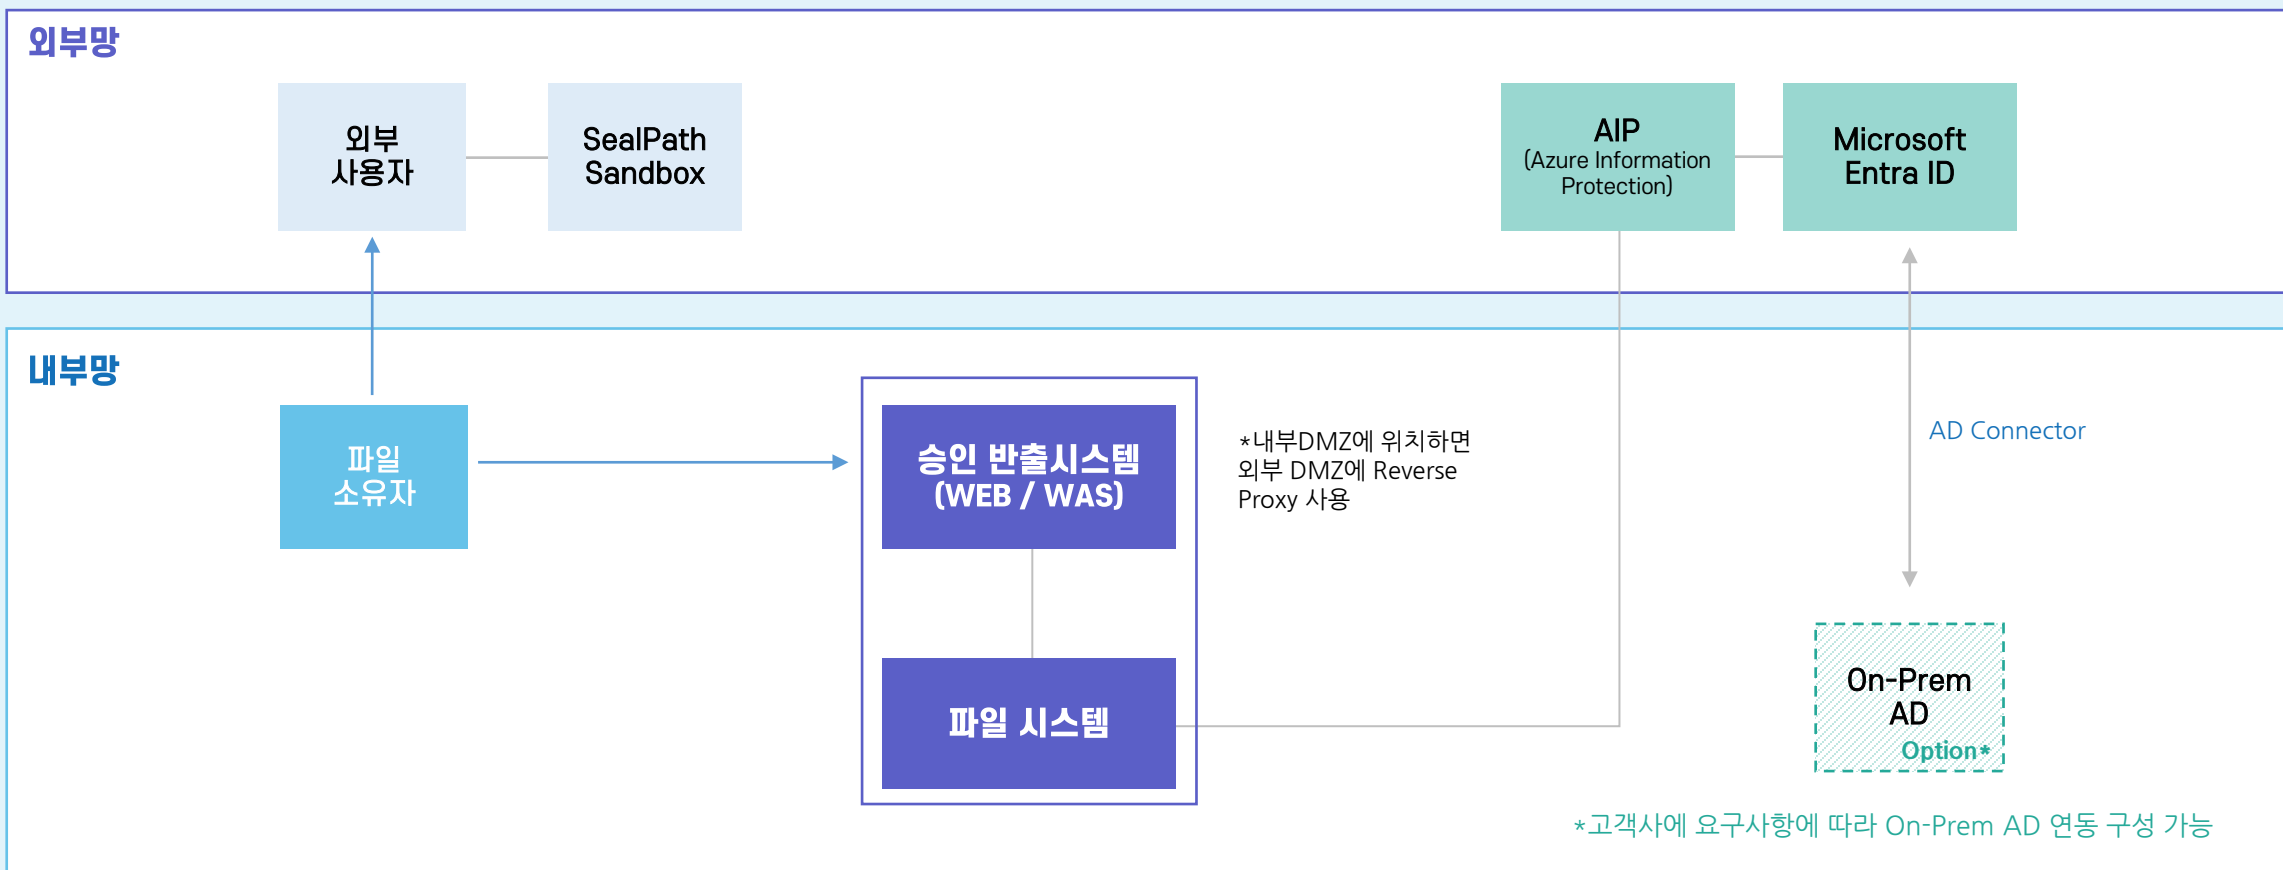 외부망
외부
사용자
SealPath
Sandbox
AIP
(Azure Information
Protection)
Microsoft
Entra ID
내부망
파일
소유자
승인 반출시스템
(WEB / WAS)
*내부DMZ에 위치하면
외부 DMZ에 Reverse
Proxy 사용
AD Connector
파일 시스템
On-Prem
AD
Option*
*고객사에 요구사항에 따라 On-Prem AD 연동 구성 가능